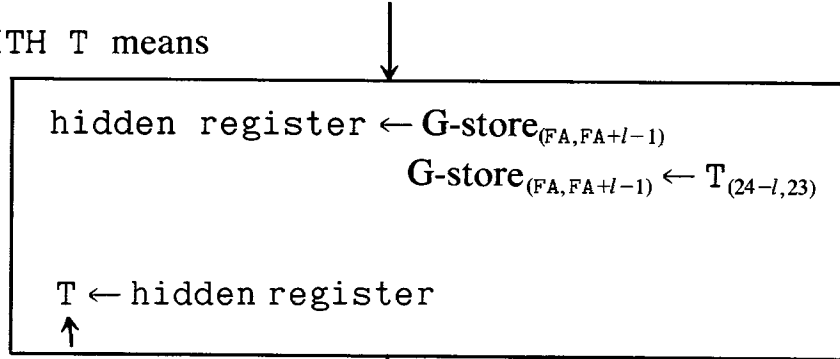 ITH T means
hidden register ← G-store(FA,FA+l−1)
G-store(FA,FA+l−1) ← T(24−l,23)
T ← hidden register